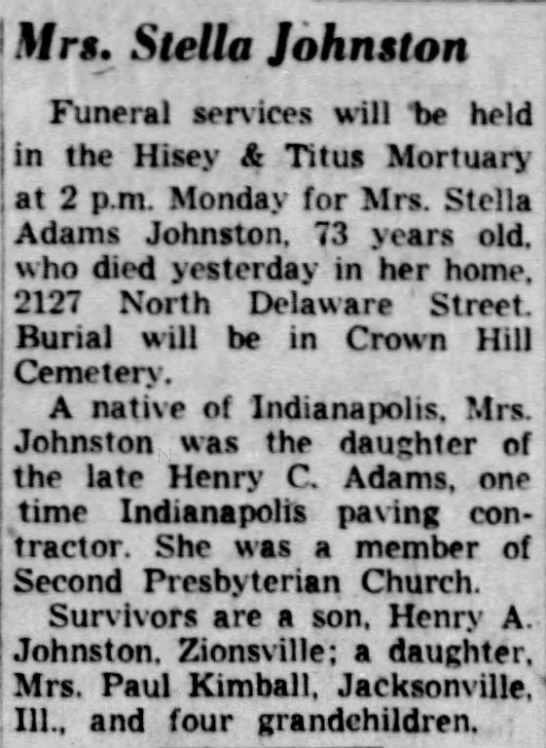 Mrs. Stella Johnston
Funeral services will be held
in the Hisey & Titus Mortuary
at 2 p.m. Monday for Mrs. Stella
Adams Johnston, 73 years old,
who died yesterday in her home,
2127 North Delaware Street.
Burial will be in Crown Hill
Cemetery.
A native of Indianapolis, Mrs.
Johnston was the daughter of
the late Henry C. Adams, one
time Indianapolis paving con-
tractor. She was a member of
Second Presbyterian Church.
Survivors are a son, Henry A.
Johnston, Zionsville; a daughter,
Mrs. Paul Kimball, Jacksonville,
Ill., and four grandchildren.